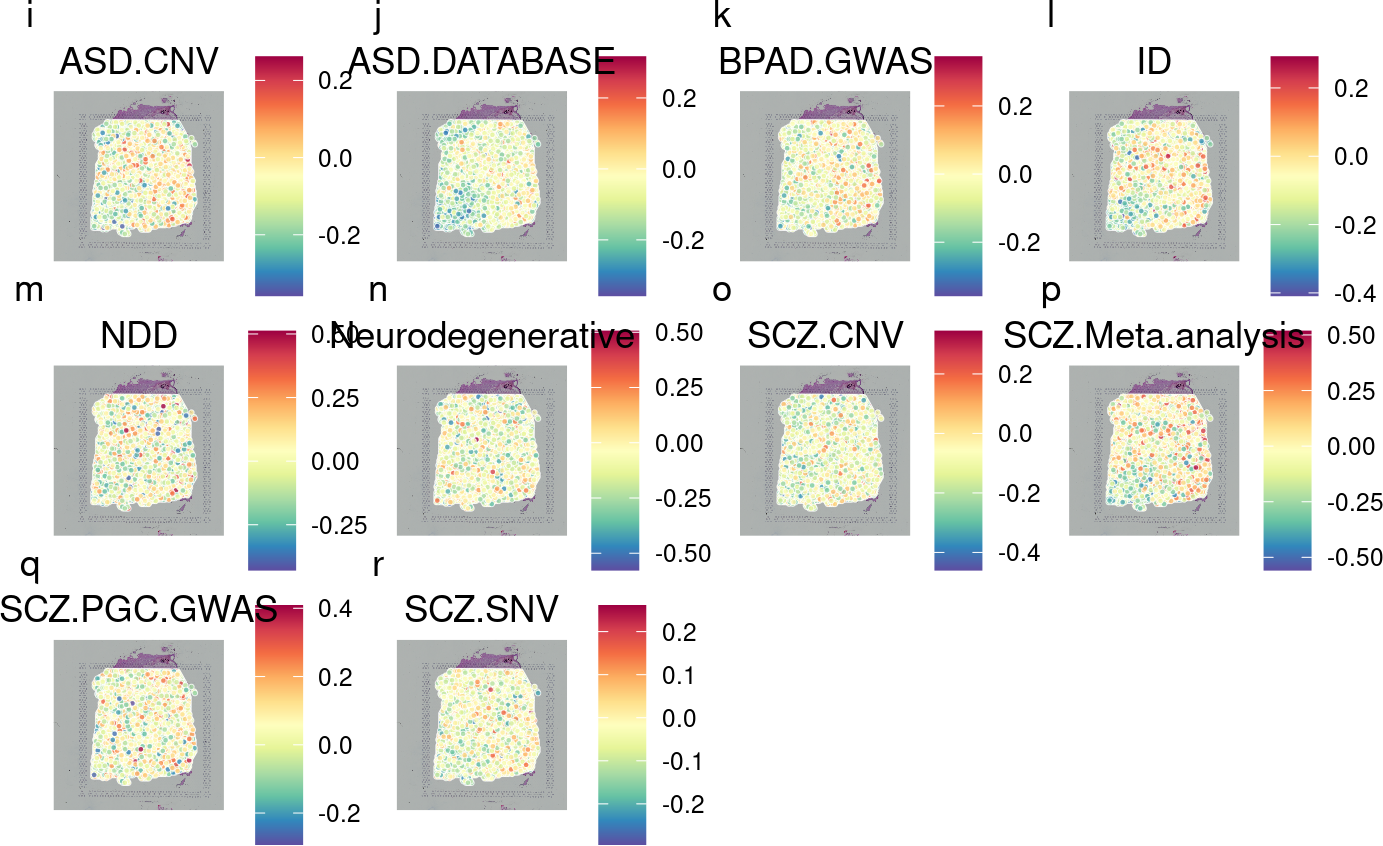 i
j
k
l
ASD.CNV
0.2
0.0
-0.2
ASD.DATABASE
0.2
0.0
-0.2
BPAD.GWAS
0.2
0.0
-0.2
ID
0.2
0.0
-0.2
-0.4
m
n
o
p
NDD
0.50
0.25
0.00
-0.25
Neurodegenerative
0.50
0.25
0.00
-0.25
-0.50
SCZ.CNV
0.2
0.0
-0.2
-0.4
SCZ.Meta.analysis
0.50
0.25
0.00
-0.25
-0.50
q
r
SCZ.PGC.GWAS
0.4
0.2
0.0
-0.2
SCZ.SNV
0.2
0.1
0.0
-0.1
-0.2